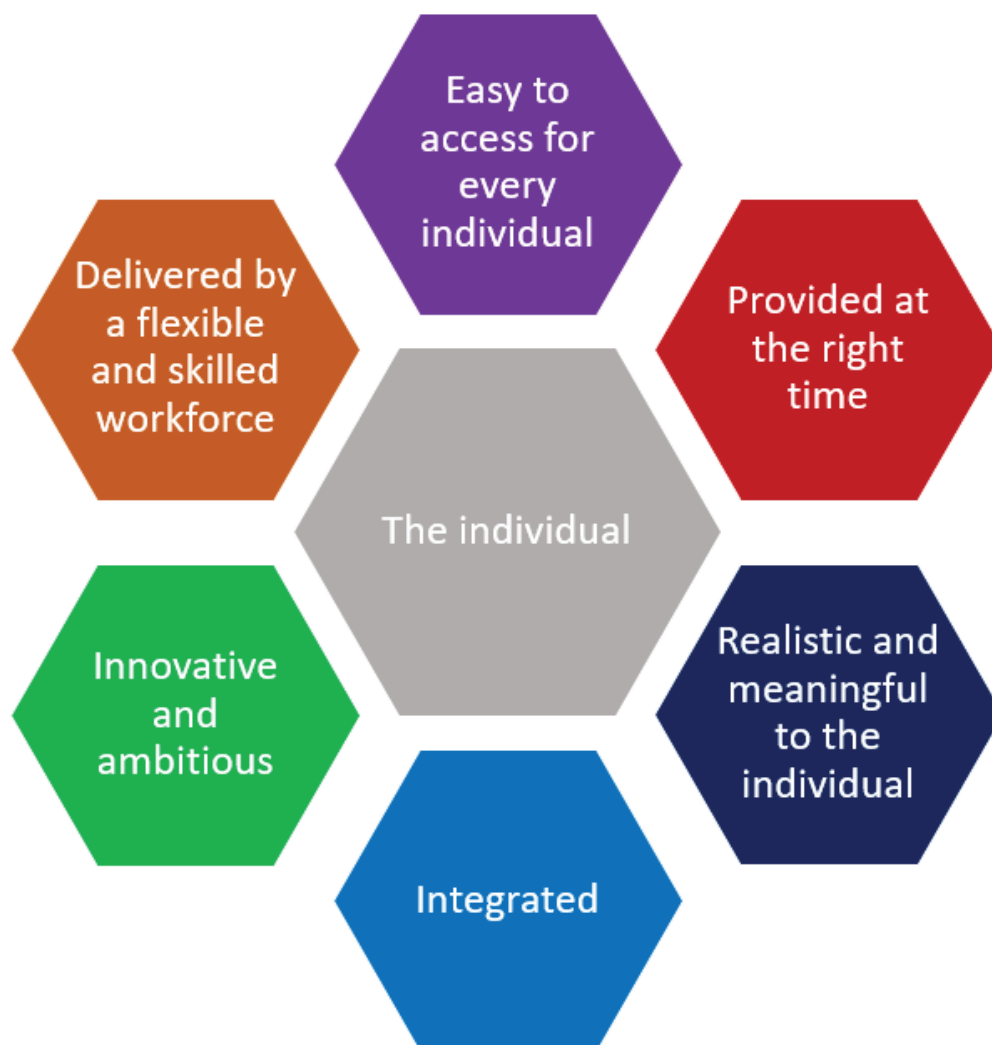 Easy to
access for
every
individual
Provided at
the right
time
Realistic and
meaningful
to the
individual
Integrated
Innovative
and
ambitious
Delivered by
a flexible
and skilled
workforce
The individual